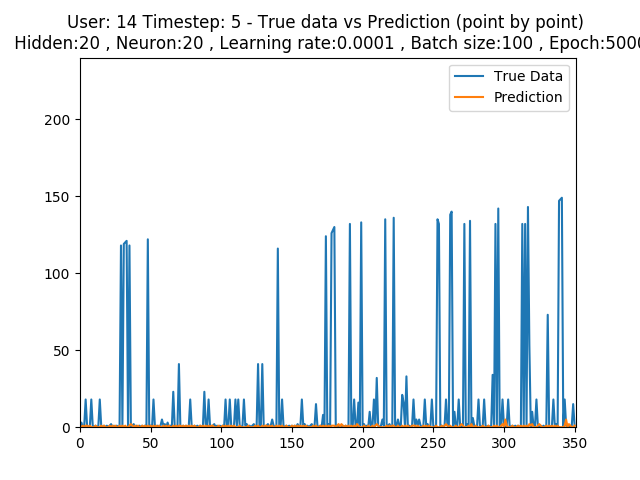 User: 14 Timestep: 5 - True data vs Prediction (point by point)
Hidden:20 , Neuron:20 , Learning rate:0.0001 , Batch size:100 , Epoch:5000
True Data
Prediction
200
150
100
50
0
0 50 100 150 200 250 300 350